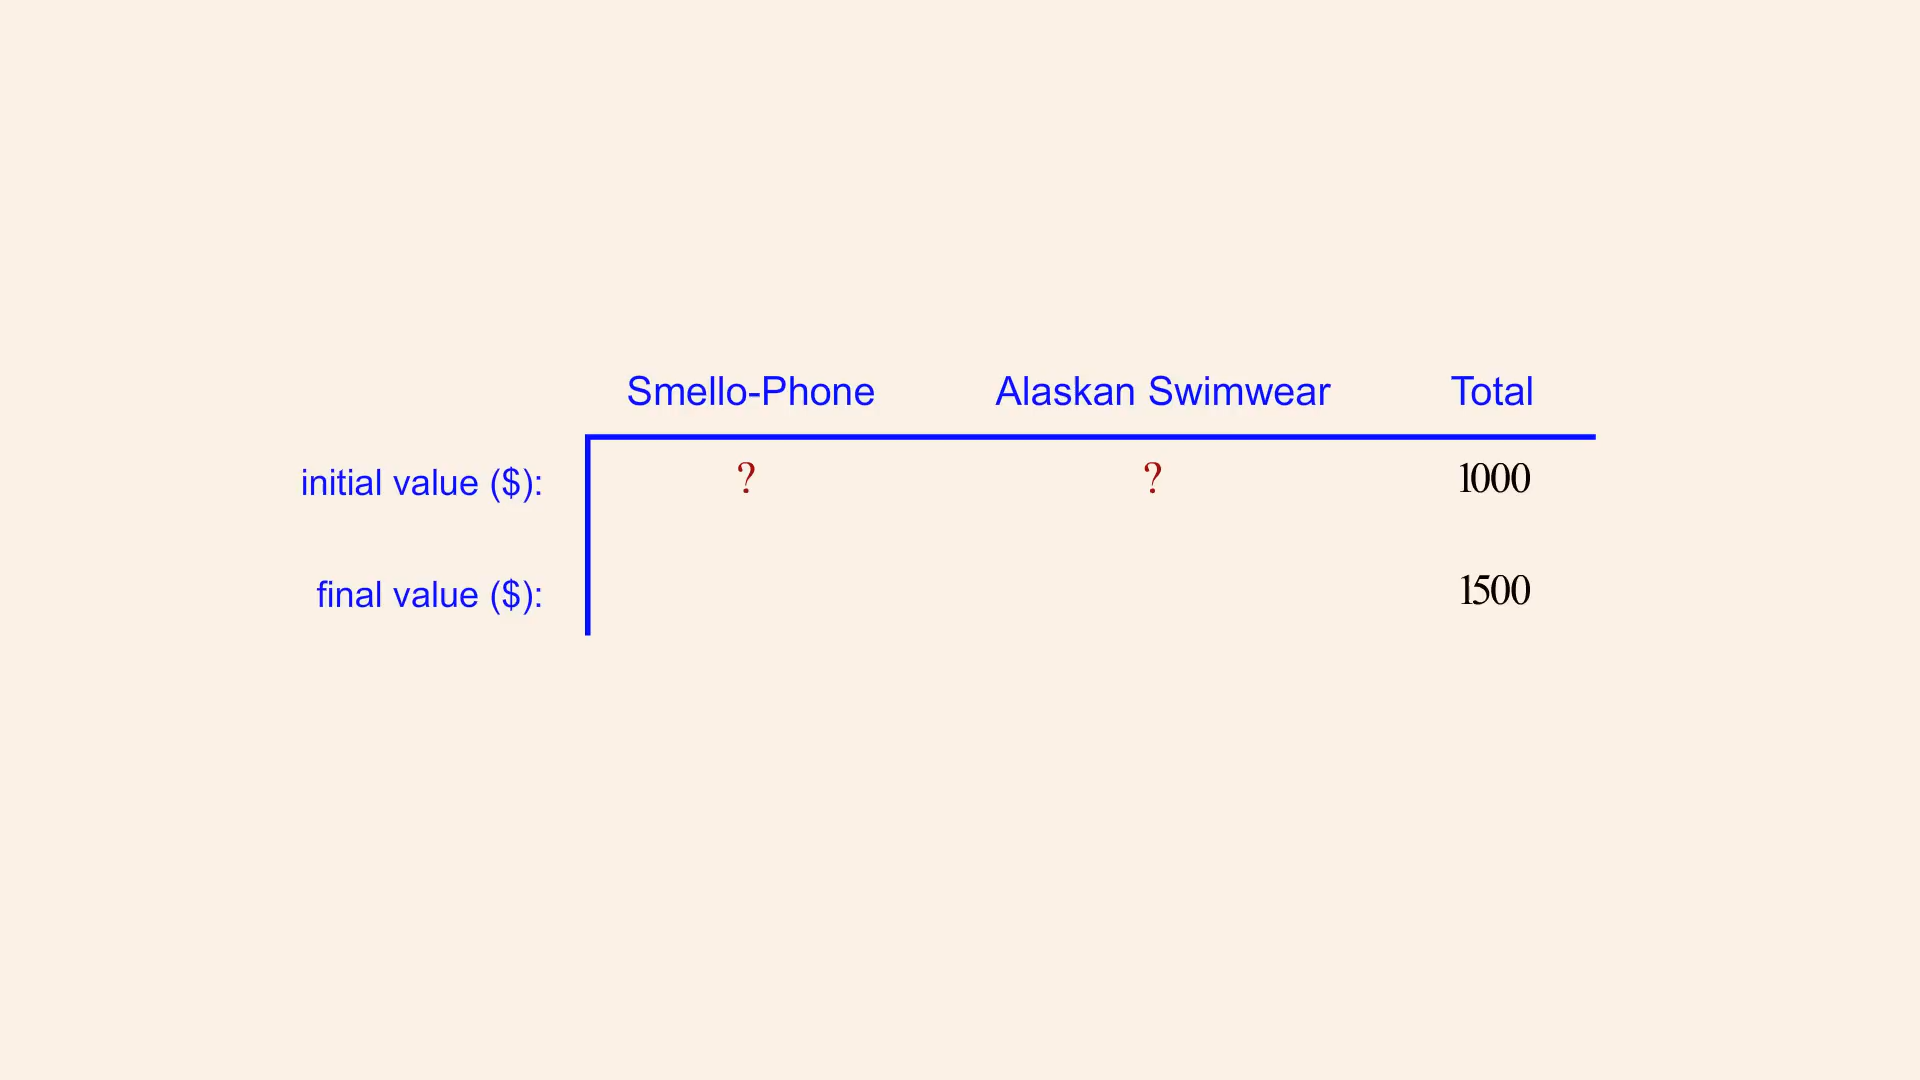 Smello-Phone Alaskan Swimwear Total
initial value ($): ? ? 1000
final value ($): 1500